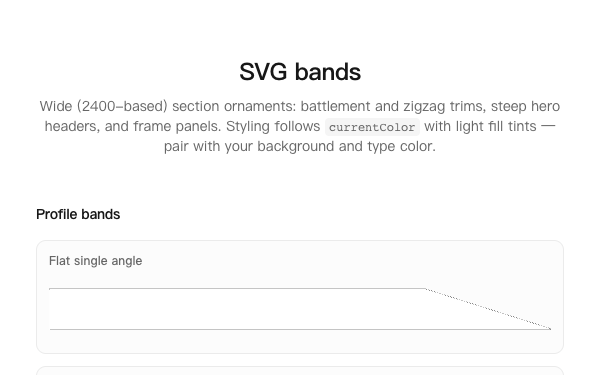 SVG bands
Wide (2400–based) section ornaments: battlement and zigzag trims, steep hero
headers, and frame panels. Styling follows currentColor with light fill tints —
pair with your background and type color.
Profile bands
Flat single angle